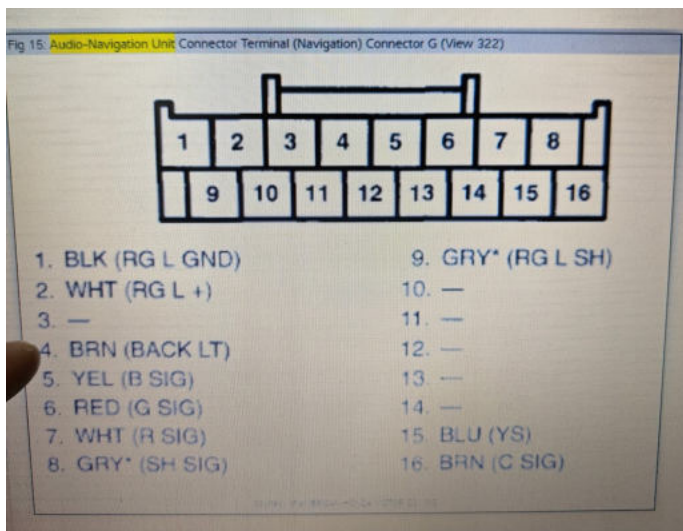 Fig 15: Audio-Navigation Unit Connector Terminal (Navigation) Connector G (View 322)
1 2 3 4 5 6 7 8
9 10 11 12 13 14 15 16
1. BLK (RG L GND)
2. WHT (RG L +)
3. —
4. BRN (BACK LT)
5. YEL (B SIG)
6. RED (G SIG)
7. WHT (R SIG)
8. GRY* (SH SIG)
9. GRY* (RG L SH)
10. —
11. —
12. —
13. —
14. —
15. BLU (YS)
16. BRN (C SIG)